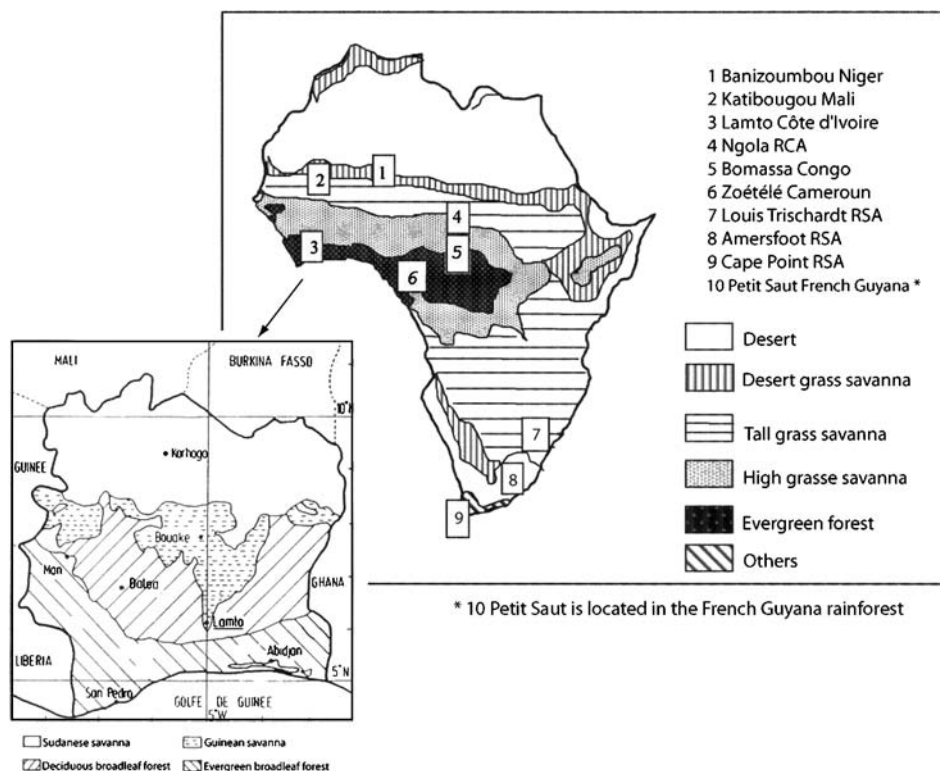 1 Banizoumbou Niger
2 Katibougou Mali
3 Lamto Côte d'Ivoire
4 Ngola RCA
5 Bomassa Congo
6 Zoétélé Cameroun
7 Louis Trischardt RSA
8 Amersfoot RSA
9 Cape Point RSA
10 Petit Saut French Guyana *
1
2
4
3
5
6
7
8
9
Desert
Desert grass savanna
Tall grass savanna
High grasse savanna
Evergreen forest
Others
* 10 Petit Saut is located in the French Guyana rainforest
MALI
BURKINA FASSO
10°N
Korhogo
GUINEE
Bouake
Man
Daloa
GHANA
Lamto
LIBERIA
Abidjan
5°N
San Pedro
GOLFE DE GUINEE
5°W
Sudanese savanna
Guinean savanna
Deciduous broadleaf forest
Evergreen broadleaf forest